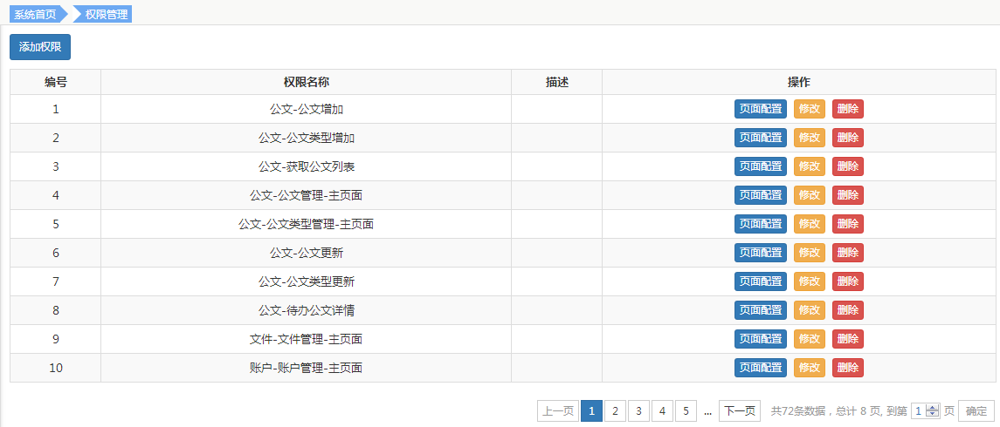 系统首页 权限管理
添加权限
编号 权限名称 描述 操作
1 公文-公文增加 页面配置 修改 删除
2 公文-公文类型增加 页面配置 修改 删除
3 公文-获取公文列表 页面配置 修改 删除
4 公文-公文管理-主页面 页面配置 修改 删除
5 公文-公文类型管理-主页面 页面配置 修改 删除
6 公文-公文更新 页面配置 修改 删除
7 公文-公文类型更新 页面配置 修改 删除
8 公文-待办公文详情 页面配置 修改 删除
9 文件-文件管理-主页面 页面配置 修改 删除
10 账户-账户管理-主页面 页面配置 修改 删除
上一页 1 2 3 4 5 ... 下一页 共72条数据，总计 8 页, 到第 1 页 确定